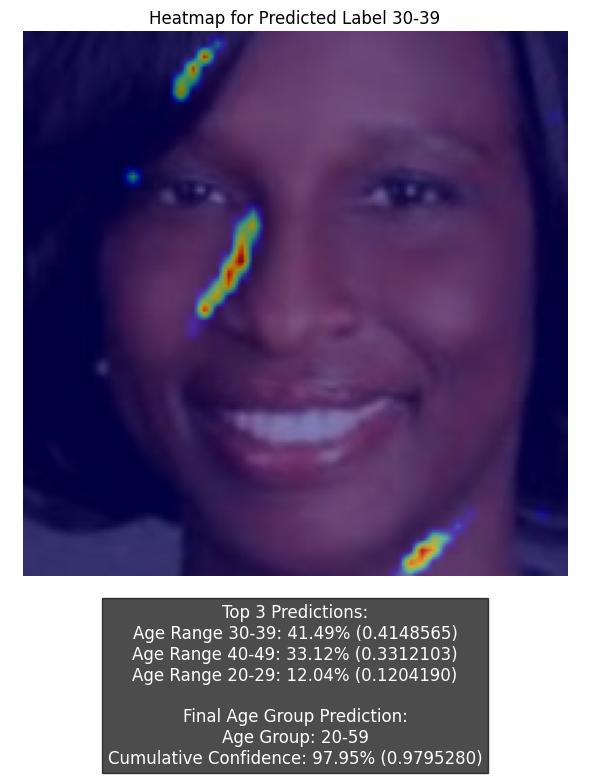 Heatmap for Predicted Label 30-39
Top 3 Predictions:
Age Range 30-39: 41.49% (0.4148565)
Age Range 40-49: 33.12% (0.3312103)
Age Range 20-29: 12.04% (0.1204190)
Final Age Group Prediction:
Age Group: 20-59
Cumulative Confidence: 97.95% (0.9795280)